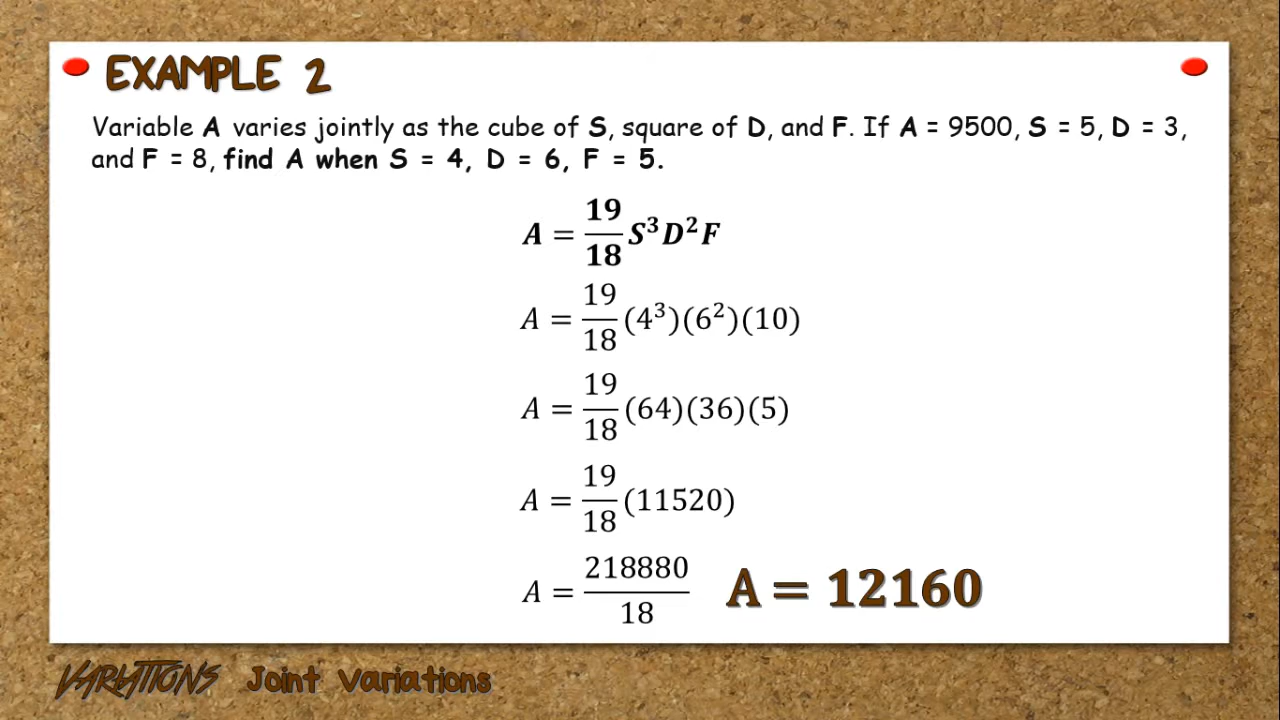 EXAMPLE 2
Variable A varies jointly as the cube of S, square of D, and F. If A = 9500, S = 5, D = 3,
and F = 8, find A when S = 4, D = 6, F = 5.
A = 19/18 S³D²F
A = 19/18 (4³)(6²)(10)
A = 19/18 (64)(36)(5)
A = 19/18 (11520)
A = 218880/18 A = 12160
VARIATIONS Joint Variations